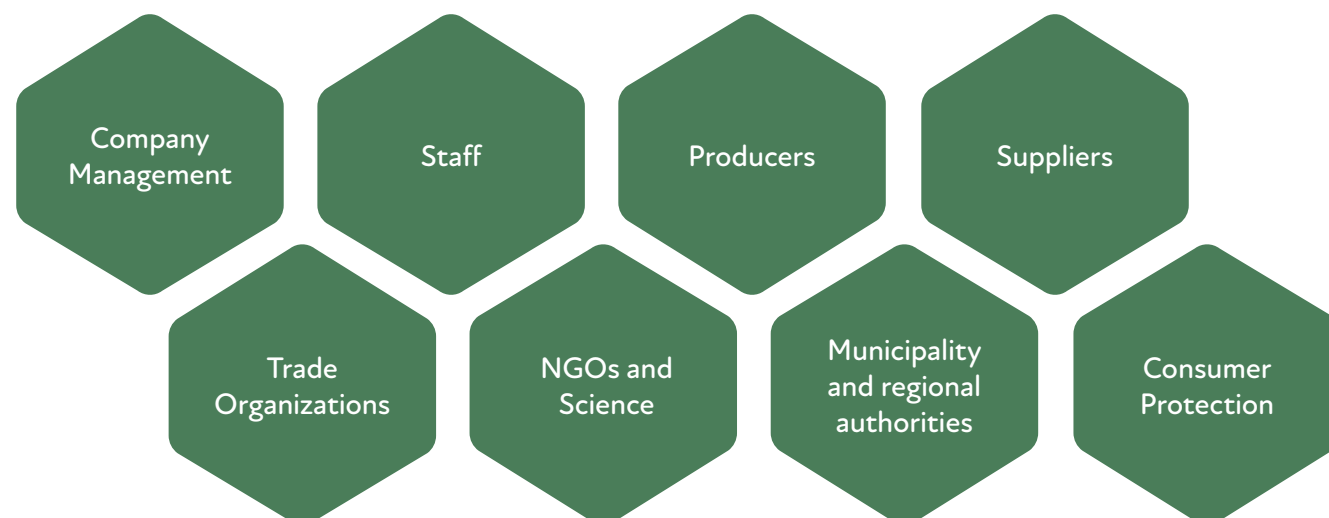 Company
Management
Staff
Producers
Suppliers
Trade
Organizations
NGOs and
Science
Municipality
and regional
authorities
Consumer
Protection